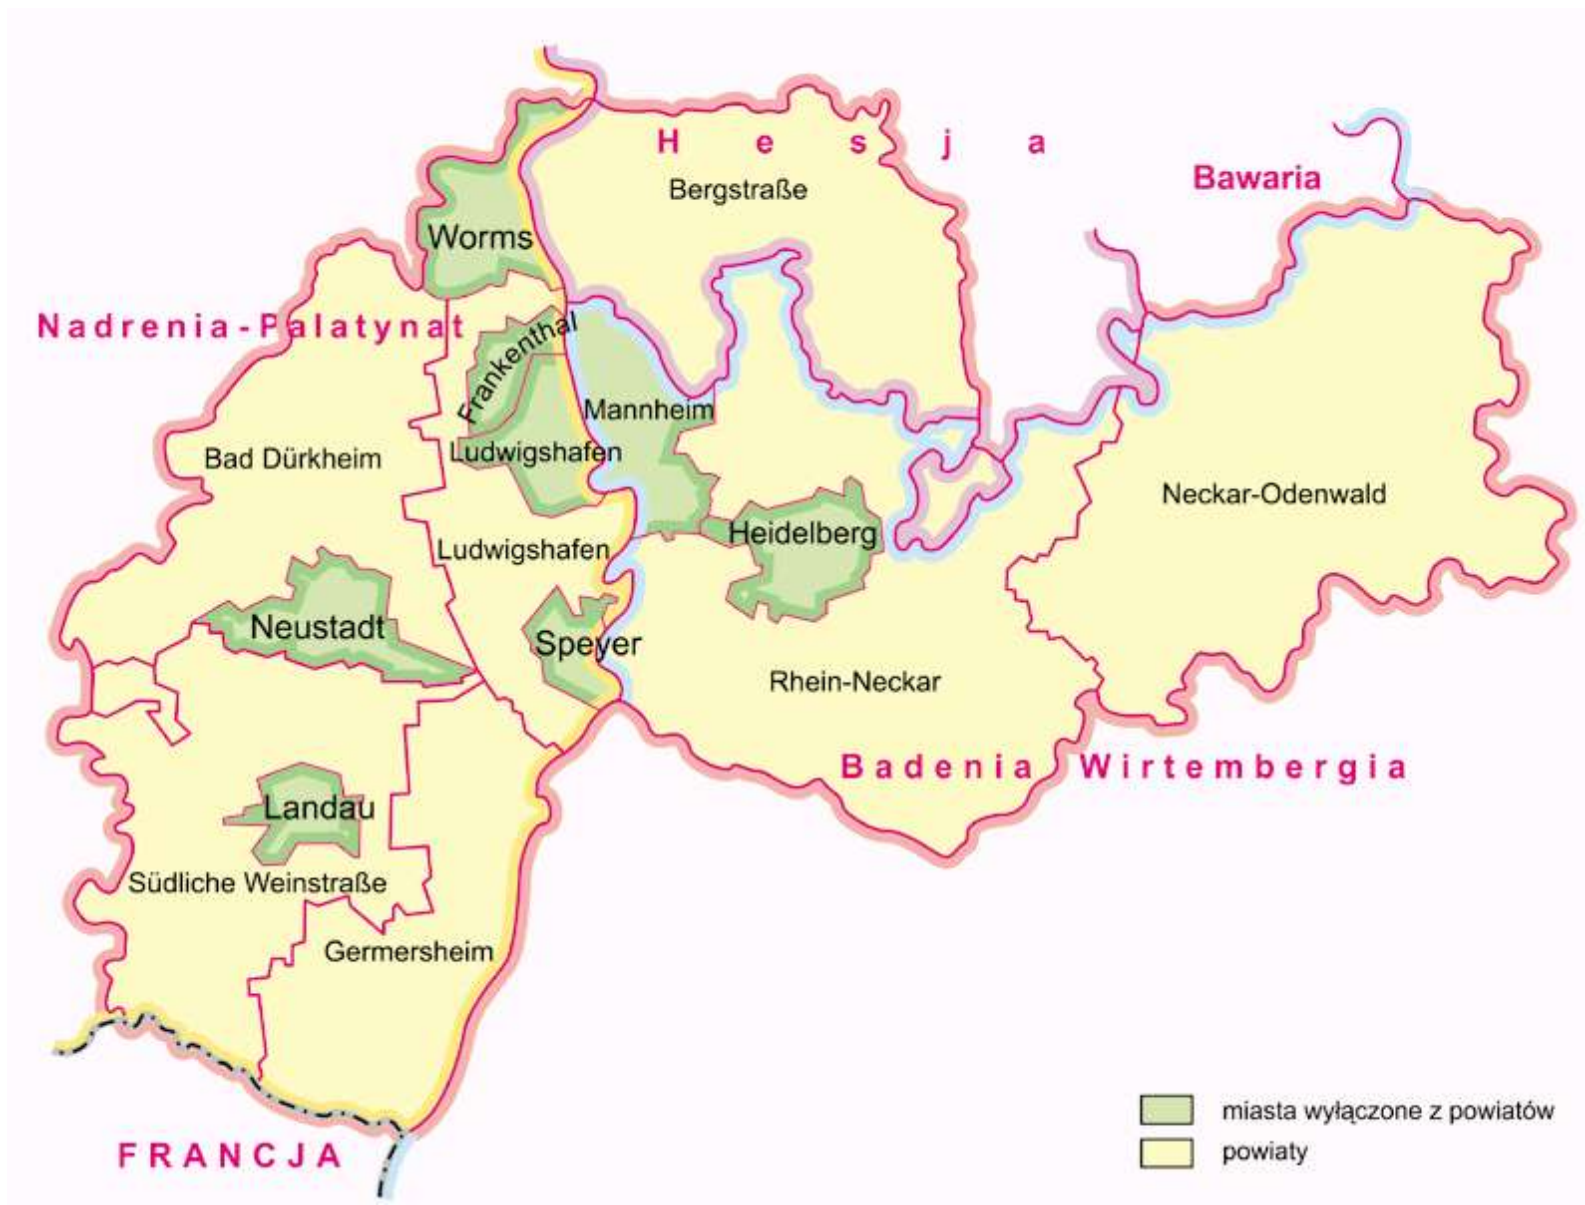 H e s j a
Bawaria
Bergstraße
Worms
Nadrenia-Palatynat
Frankenthal
Mannheim
Bad Dürkheim
Ludwigshafen
Neckar-Odenwald
Heidelberg
Ludwigshafen
Neustadt
Speyer
Rhein-Neckar
Badenia Wirtembergia
Landau
Südliche Weinstraße
Germersheim
FRANCJA
miasta wyłączone z powiatów
powiaty